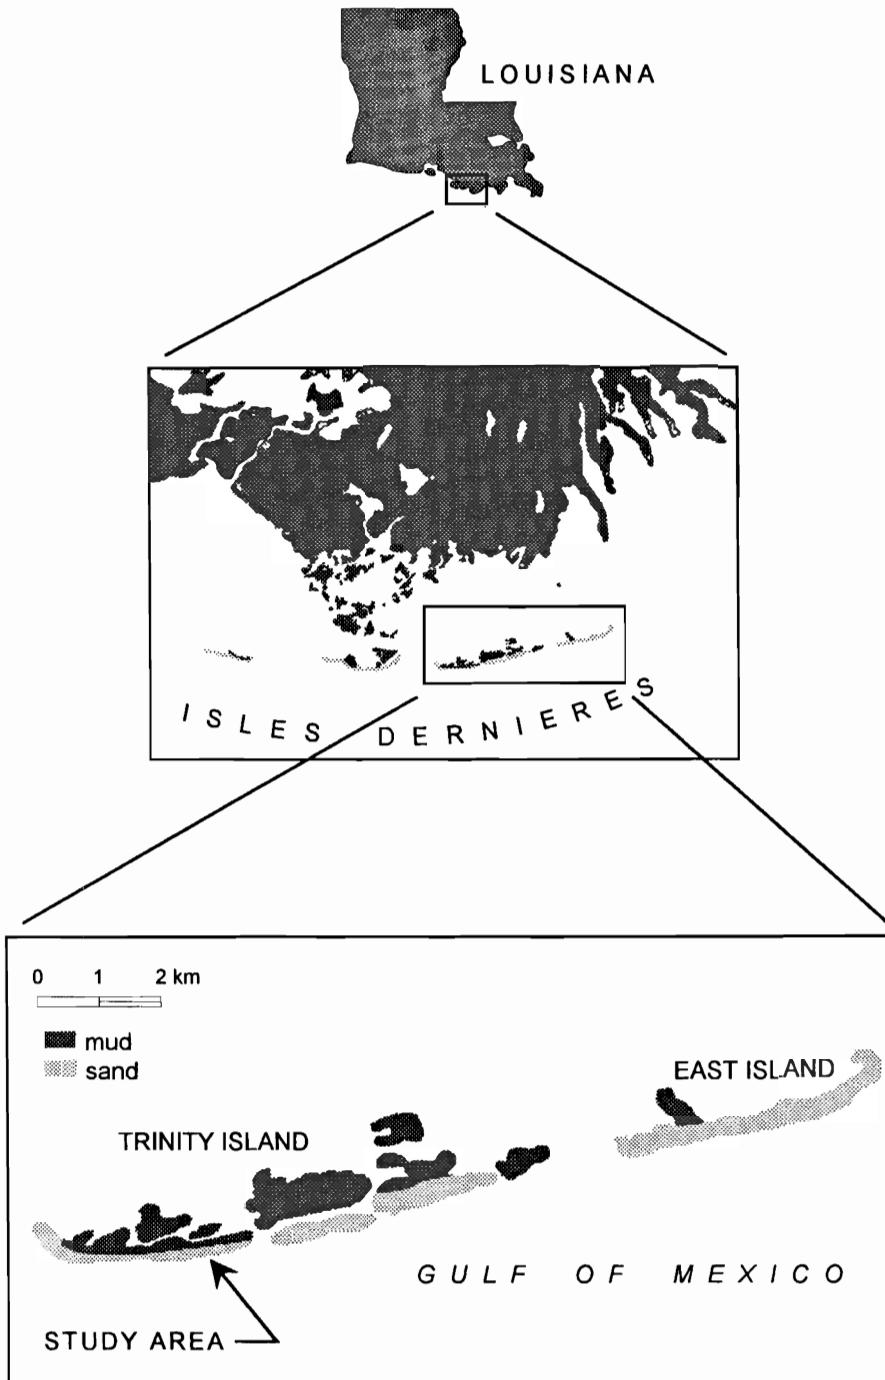 LOUISIANA
ISLES DERNIERES
0 1 2 km
mud
sand
EAST ISLAND
TRINITY ISLAND
GULF OF MEXICO
STUDY AREA